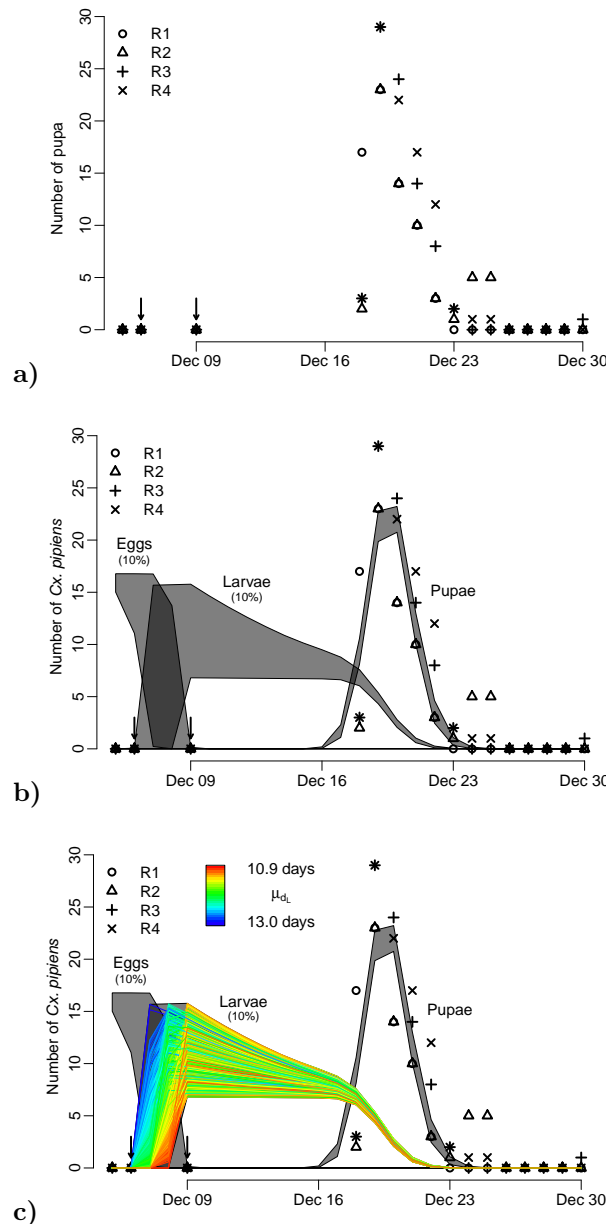 30
25
20
15
10
5
0
Number of pupa
R1
R2
R3
R4
Dec 09
Dec 16
Dec 23
Dec 30
a)
30
25
20
15
10
5
0
Number of Cx. pipiens
R1
R2
R3
R4
Eggs
(10%)
Larvae
(10%)
Pupae
Dec 09
Dec 16
Dec 23
Dec 30
b)
30
25
20
15
10
5
0
Number of Cx. pipiens
R1
R2
R3
R4
10.9 days
μdL
13.0 days
Eggs
(10%)
Larvae
(10%)
Pupae
Dec 09
Dec 16
Dec 23
Dec 30
c)